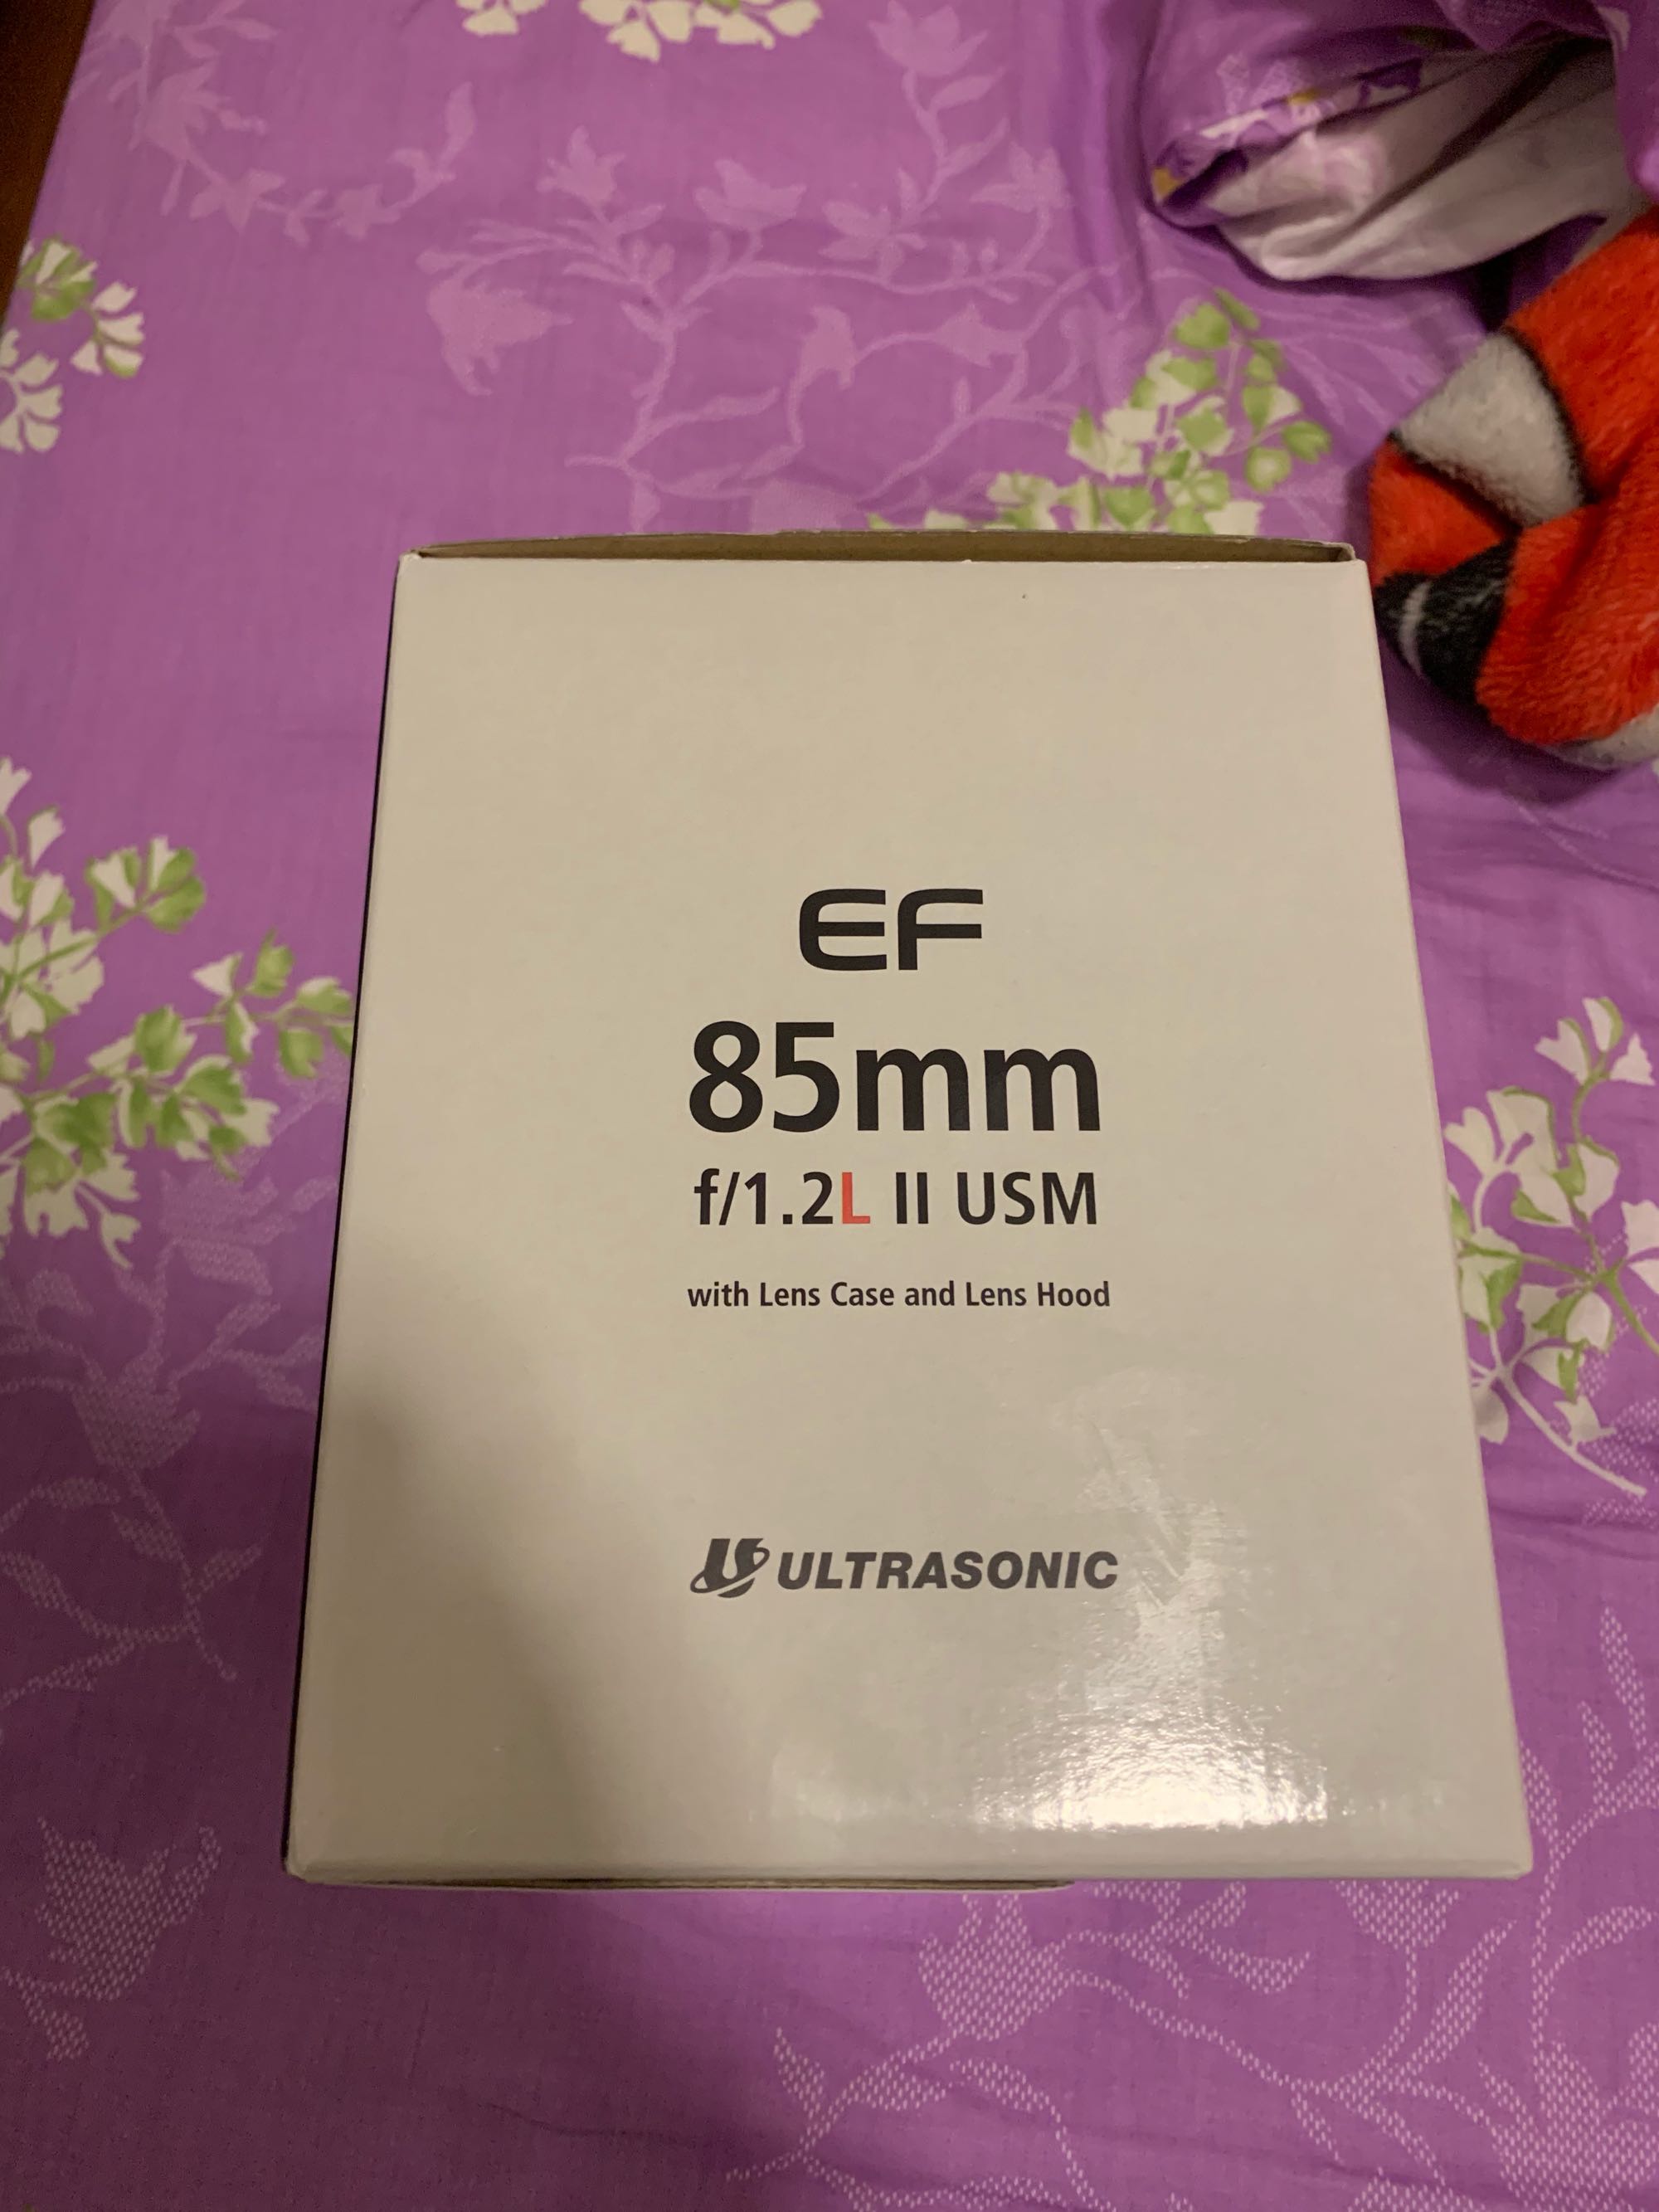 EF
85mm
f/1.2L II USM
with Lens Case and Lens Hood
ULTRASONIC